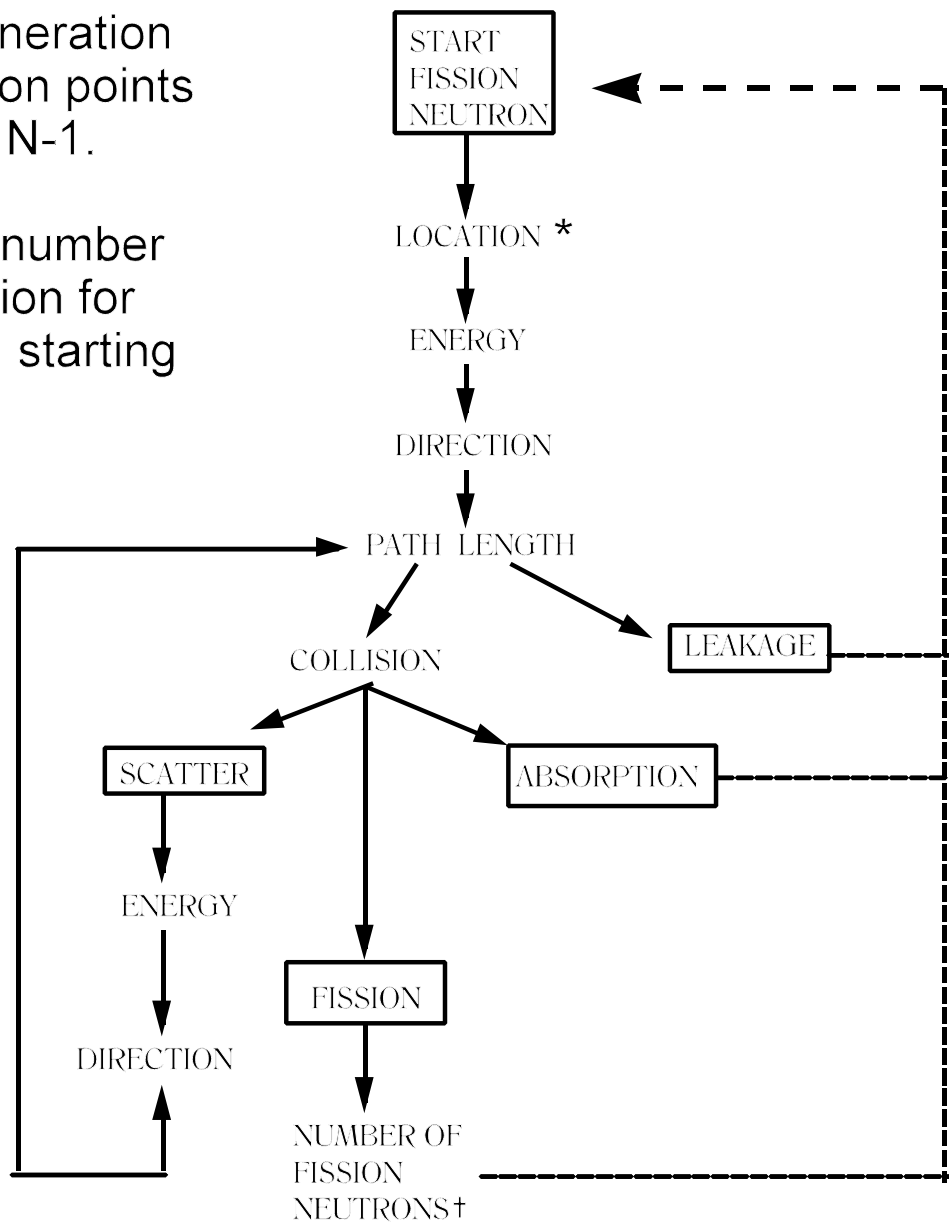 neration
on points
N-1.
number
ion for
starting
START
FISSION
NEUTRON
LOCATION *
ENERGY
DIRECTION
PATH LENGTH
COLLISION
LEAKAGE
SCATTER
ABSORPTION
ENERGY
FISSION
DIRECTION
NUMBER OF
FISSION
NEUTRONS†